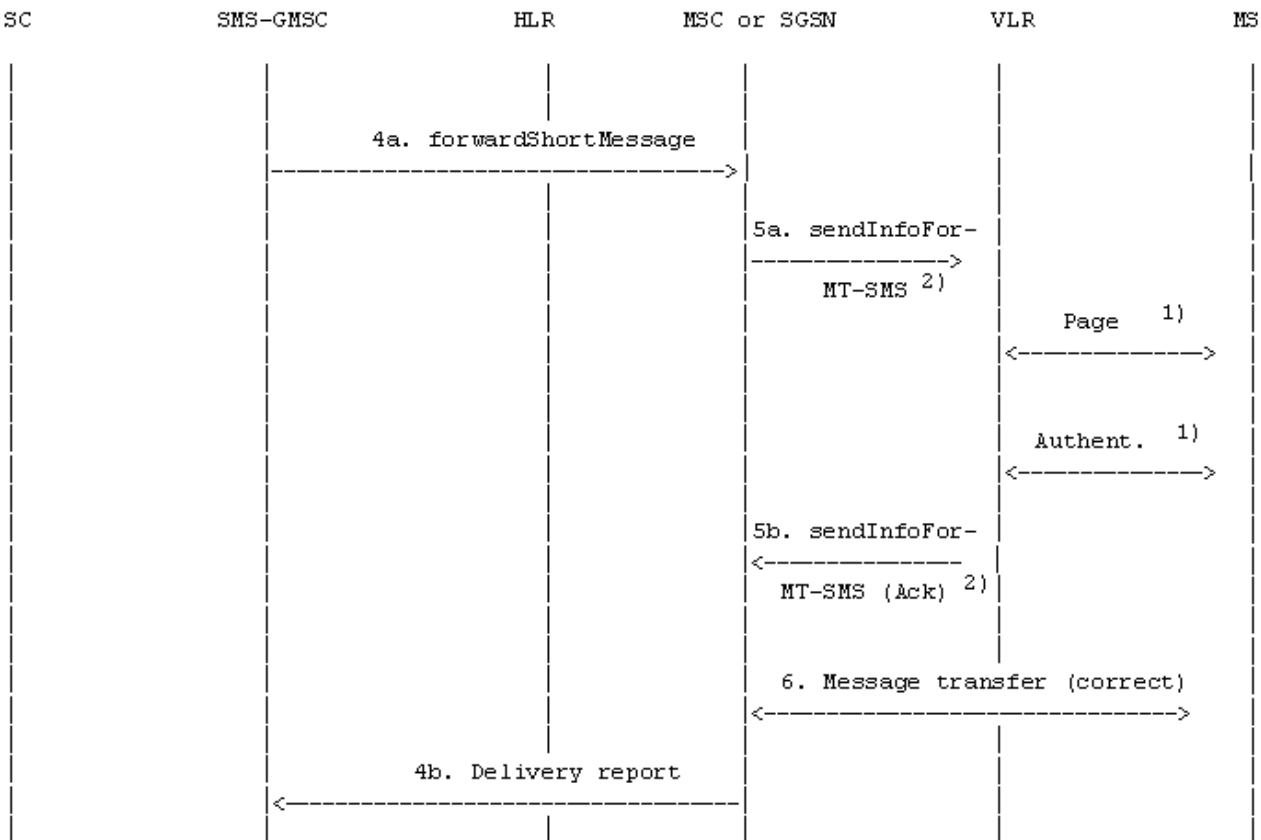 SC SMS-GMSC HLR MSC or SGSN VLR MS
4a. forwardShortMessage
5a. sendInfoFor-
MT-SMS 2)
Page 1)
Authent. 1)
5b. sendInfoFor-
MT-SMS (Ack) 2)
6. Message transfer (correct)
4b. Delivery report